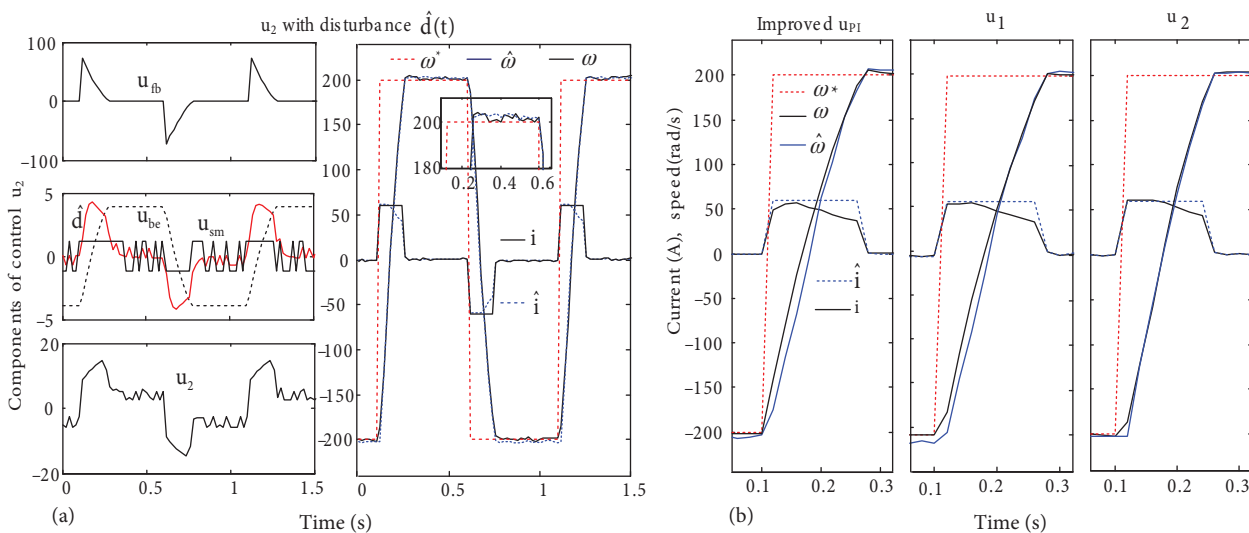 u₂ with disturbance d̂(t)
Components of control u₂
100
0
−100
u_fb
5
0
−5
d̂
u_be
u_sm
20
0
−20
u₂
0
0.5
1
1.5
(a)
ω* ω̂ ω
200
150
100
50
0
−50
−100
−150
−200
200
180
0.2 0.4 0.6
i
î
0
0.5
1
1.5
Time (s)
Improved u_PI
u₁
u₂
Current (A), speed(rad/s)
200
150
100
50
0
−50
−100
−150
−200
ω*
ω
ω̂
î
i
0.1 0.2 0.3
0.1 0.2 0.3
0.1 0.2 0.3
(b)
Time (s)